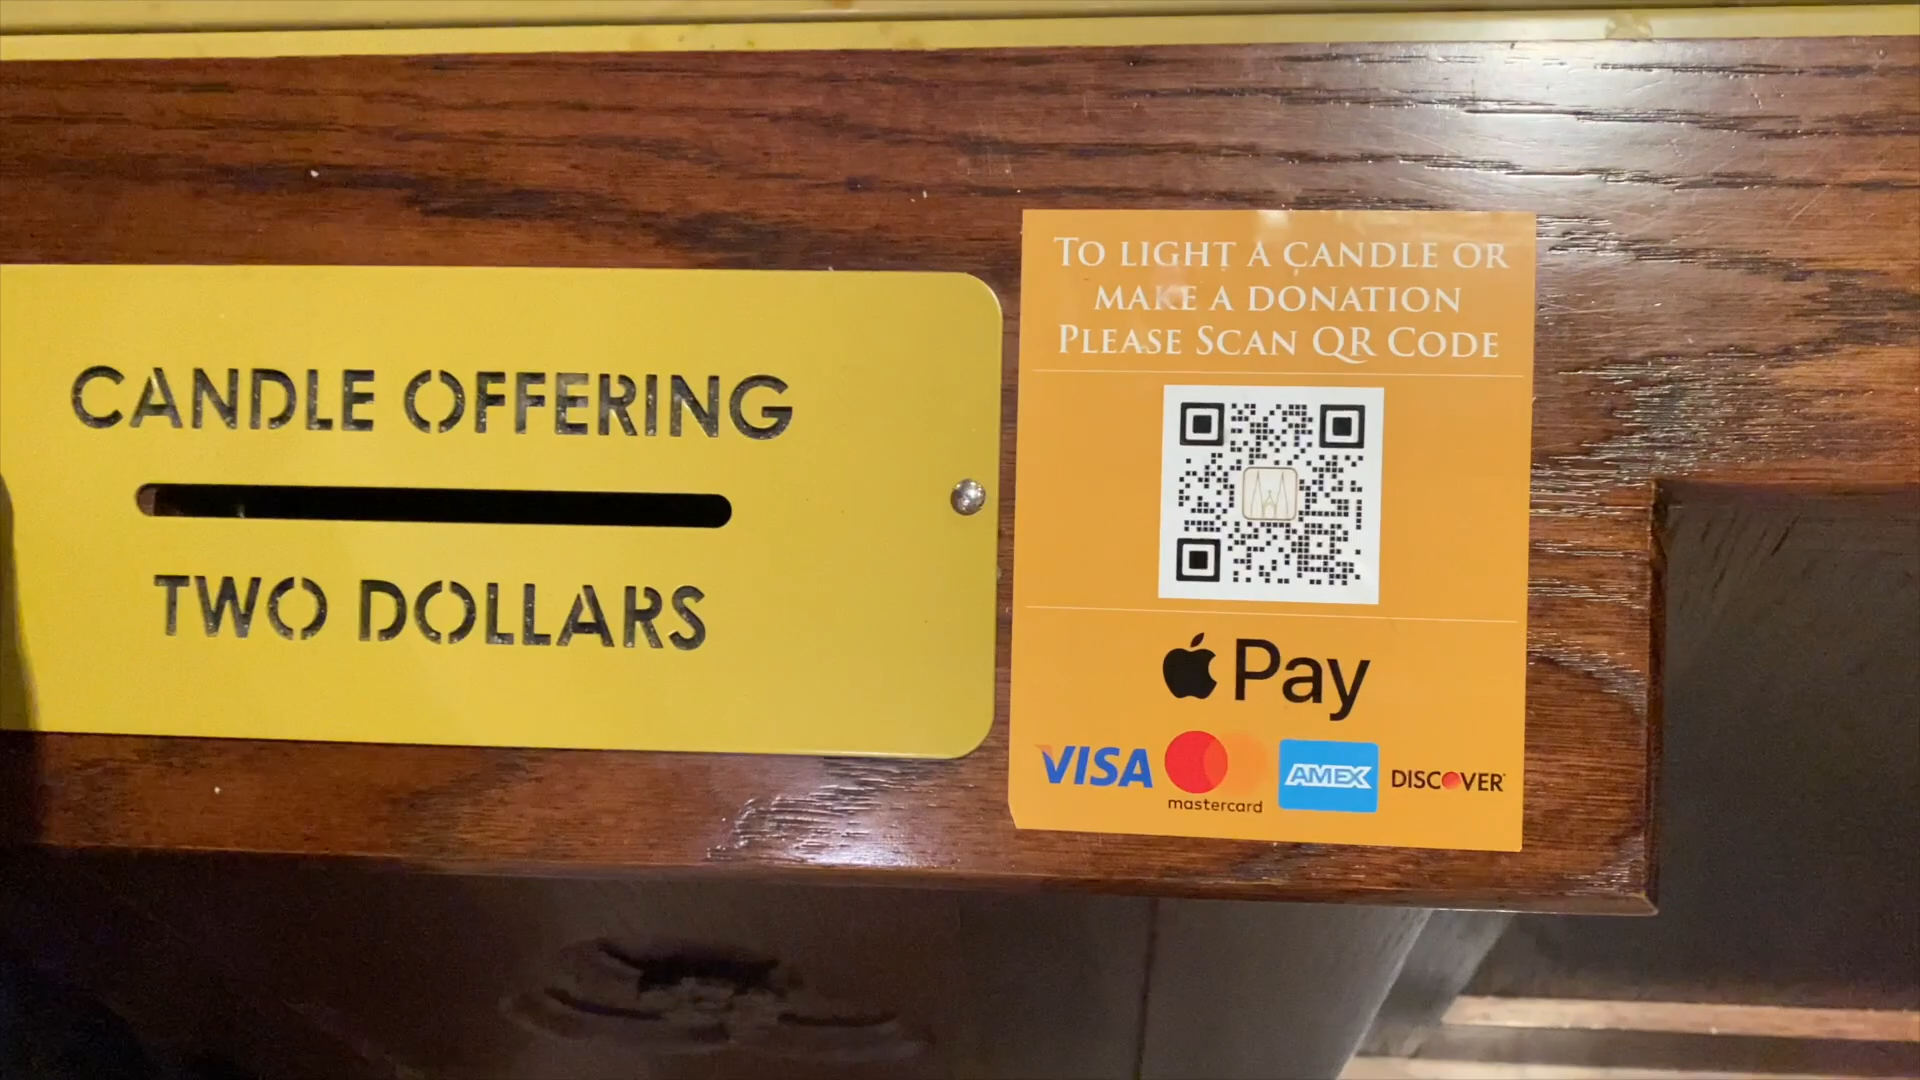 CANDLE OFFERING
TWO DOLLARS
TO LIGHT A CANDLE OR
MAKE A DONATION
PLEASE SCAN QR CODE
Pay
VISA
mastercard
AMEX
DISCOVER